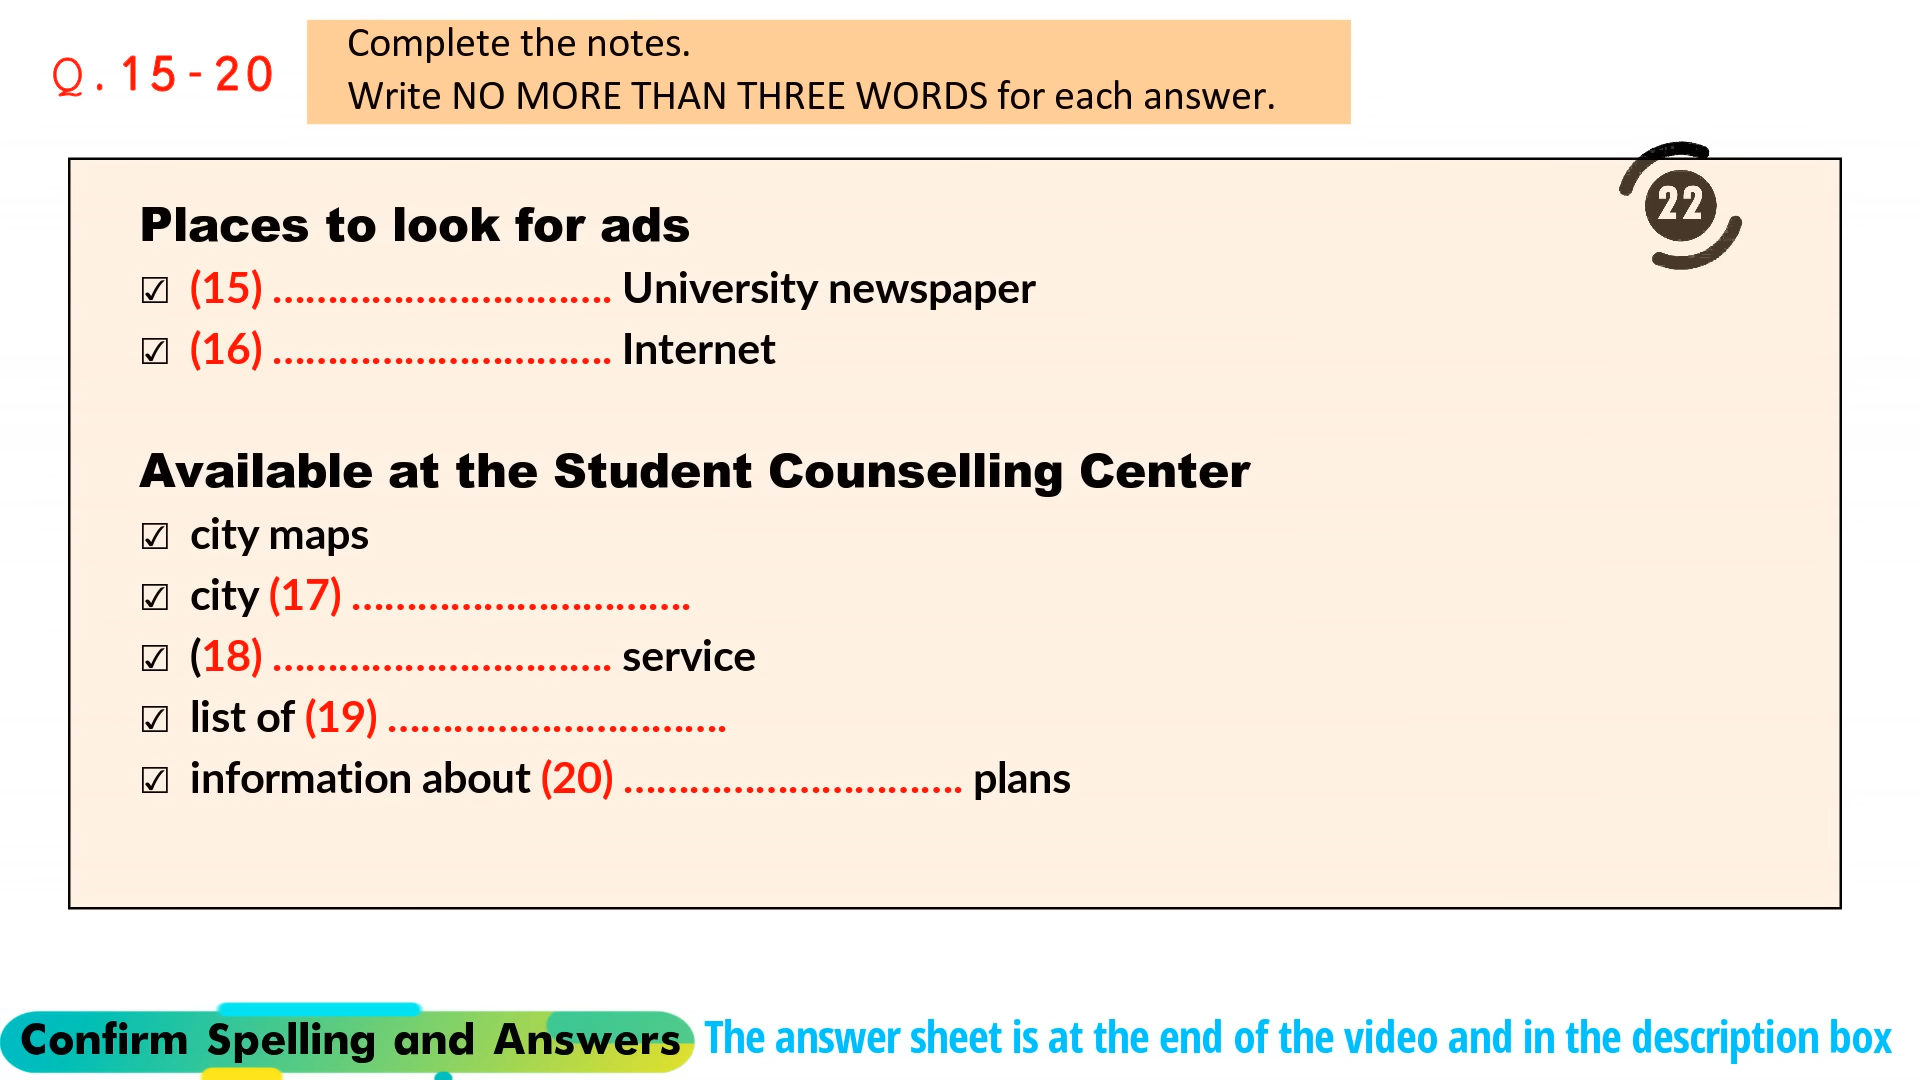 Q.15-20
Complete the notes.
Write NO MORE THAN THREE WORDS for each answer.
22
Places to look for ads
☑ (15) ............................... University newspaper
☑ (16) ............................... Internet
Available at the Student Counselling Center
☑ city maps
☑ city (17) ...............................
☑ (18) ............................... service
☑ list of (19) ...............................
☑ information about (20) ............................... plans
Confirm Spelling and Answers The answer sheet is at the end of the video and in the description box